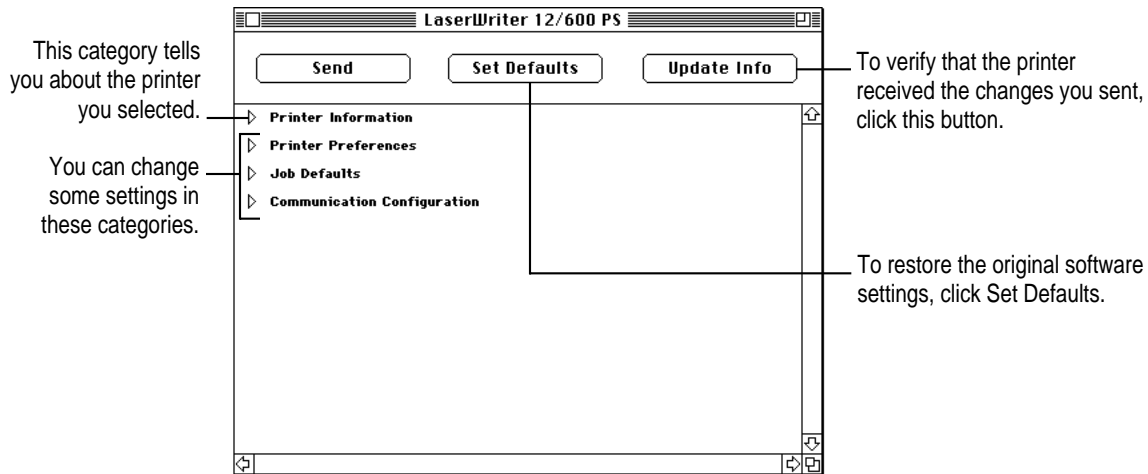 LaserWriter 12/600 PS
Send
Set Defaults
Update Info
This category tells
you about the printer
you selected.
Printer Information
Printer Preferences
Job Defaults
Communication Configuration
You can change
some settings in
these categories.
To verify that the printer
received the changes you sent,
click this button.
To restore the original software
settings, click Set Defaults.